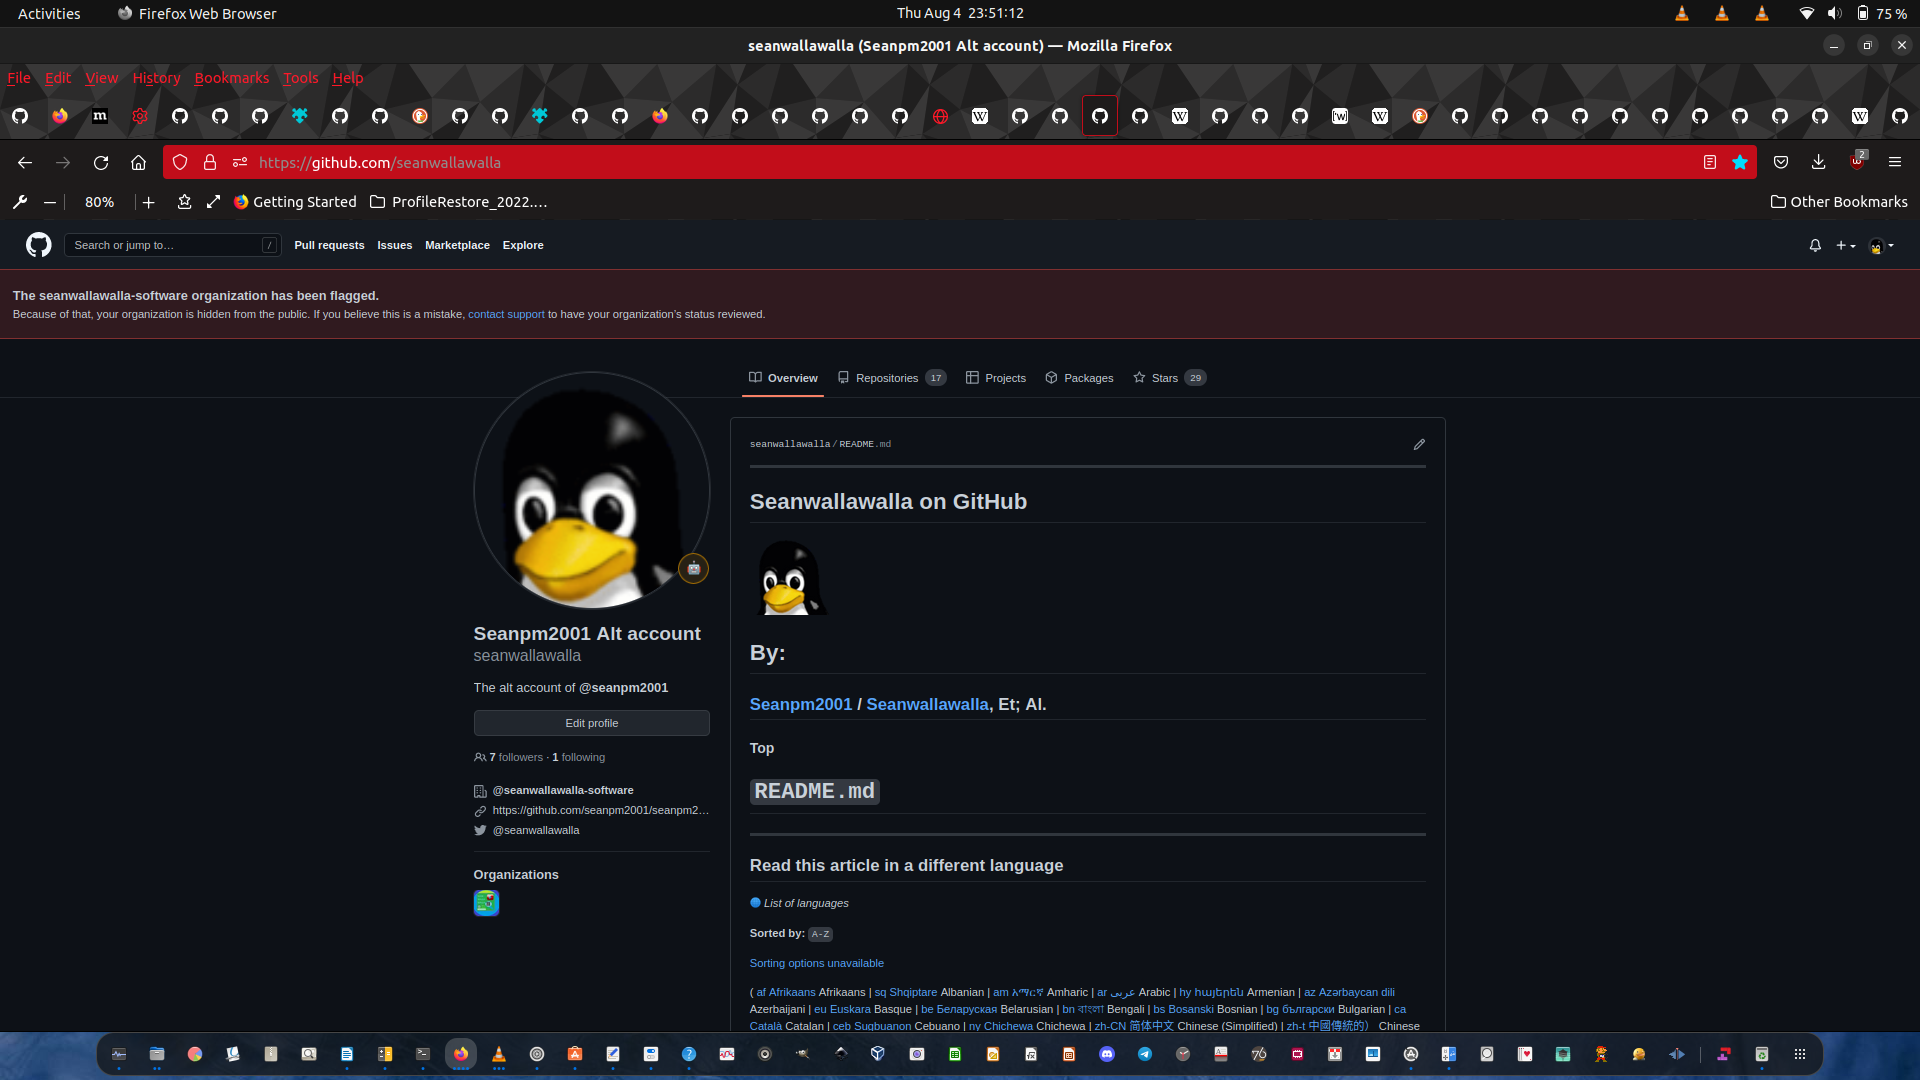 Activities
Firefox Web Browser
Thu Aug 4 23:51:12
75 %
seanwallawalla (Seanpm2001 Alt account) — Mozilla Firefox
File Edit View History Bookmarks Tools Help
https://github.com/seanwallawalla
2
80%
Getting Started
ProfileRestore_2022....
Other Bookmarks
Search or jump to…
/
Pull requests Issues Marketplace Explore
The seanwallawalla-software organization has been flagged.
Because of that, your organization is hidden from the public. If you believe this is a mistake, contact support to have your organization's status reviewed.
Overview
Repositories 17
Projects
Packages
Stars 29
seanwallawalla/README.md
Seanwallawalla on GitHub
Seanpm2001 Alt account
seanwallawalla
The alt account of @seanpm2001
Edit profile
7 followers · 1 following
@seanwallawalla-software
https://github.com/seanpm2001/seanpm2…
@seanwallawalla
Organizations
By:
Seanpm2001 / Seanwallawalla, Et; Al.
Top
README.md
Read this article in a different language
List of languages
Sorted by: A-Z
Sorting options unavailable
( af Afrikaans Afrikaans | sq Shqiptare Albanian | am አማርኛ Amharic | ar عربى Arabic | hy հայերեն Armenian | az Azərbaycan dili
Azerbaijani | eu Euskara Basque | be Беларуская Belarusian | bn বাংলা Bengali | bs Bosanski Bosnian | bg български Bulgarian | ca
Català Catalan | ceb Sugbuanon Cebuano | ny Chichewa Chichewa | zh-CN 简体中文 Chinese (Simplified) | zh-t 中國傳統的） Chinese